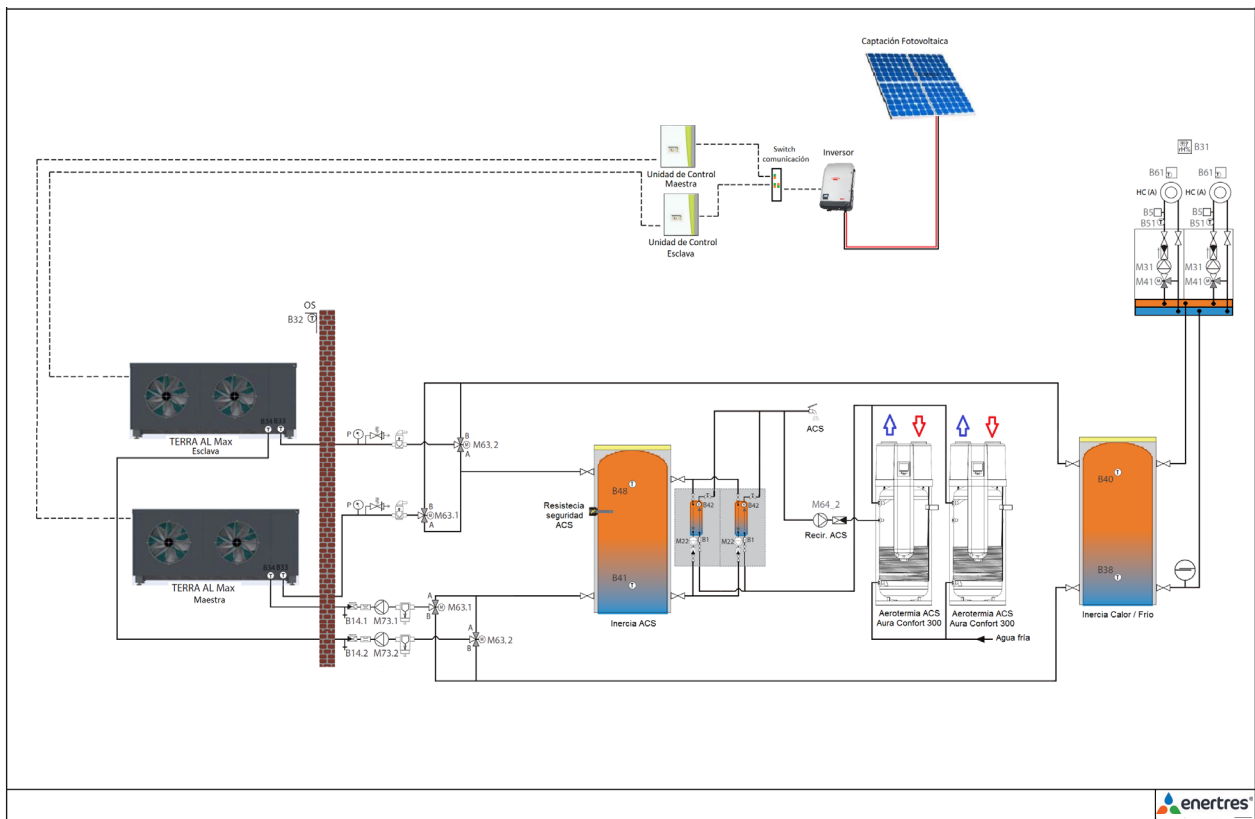 Captación Fotovoltaica
Switch
comunicación
Inversor
Unidad de Control
Maestra
Unidad de Control
Esclava
B31
B61
B61
HC (A)
HC (A)
B5
B5
B51
B51
M31
M31
M41
M41
OS
B32
T
B34
B33
TERRA AL Max
Esclava
P
B
M
M63,2
A
P
B
M
M63.1
A
B34
B33
TERRA AL Max
Maestra
A
M
M63.1
B
B14.1
M73.1
A
M
M63,2
B
B14.2
M73.2
B48
T
Resistecia
seguridad
ACS
B41
T
Inercia ACS
B42
B42
M22
B1
M22
B1
ACS
M64_2
Recir. ACS
Aerotermia ACS
Aura Confort 300
Aerotermia ACS
Aura Confort 300
Agua fría
B40
T
B38
T
Inercia Calor / Frío
enertres®